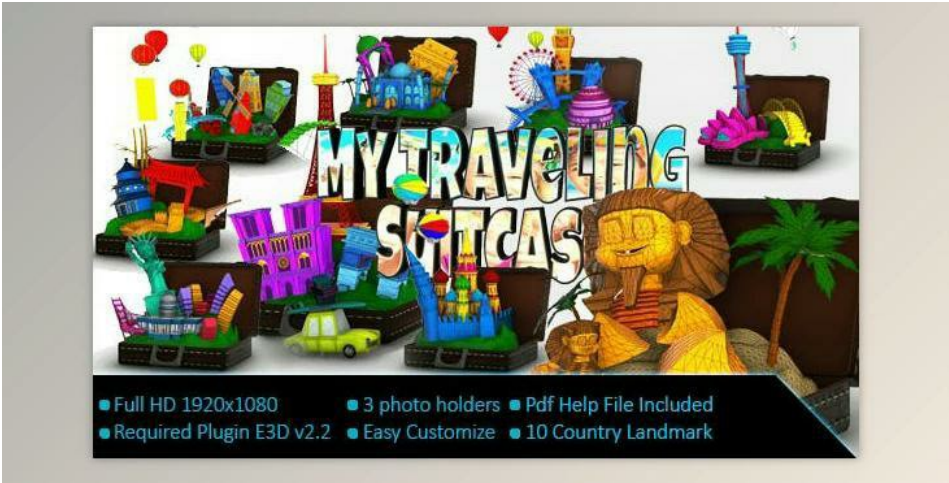 MY TRAVELING
SUITCAS
Full HD 1920x1080
3 photo holders
Pdf Help File Included
Required Plugin E3D v2.2
Easy Customize
10 Country Landmark